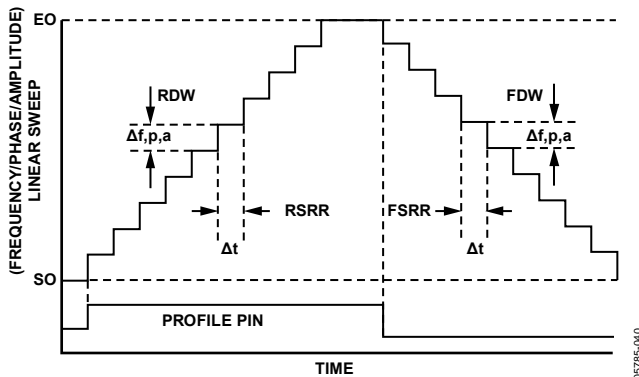 EO
(FREQUENCY/PHASE/AMPLITUDE)
LINEAR SWEEP
RDW
Δf,p,a
FDW
Δf,p,a
RSRR
FSRR
Δt
Δt
SO
PROFILE PIN
TIME
05785-040